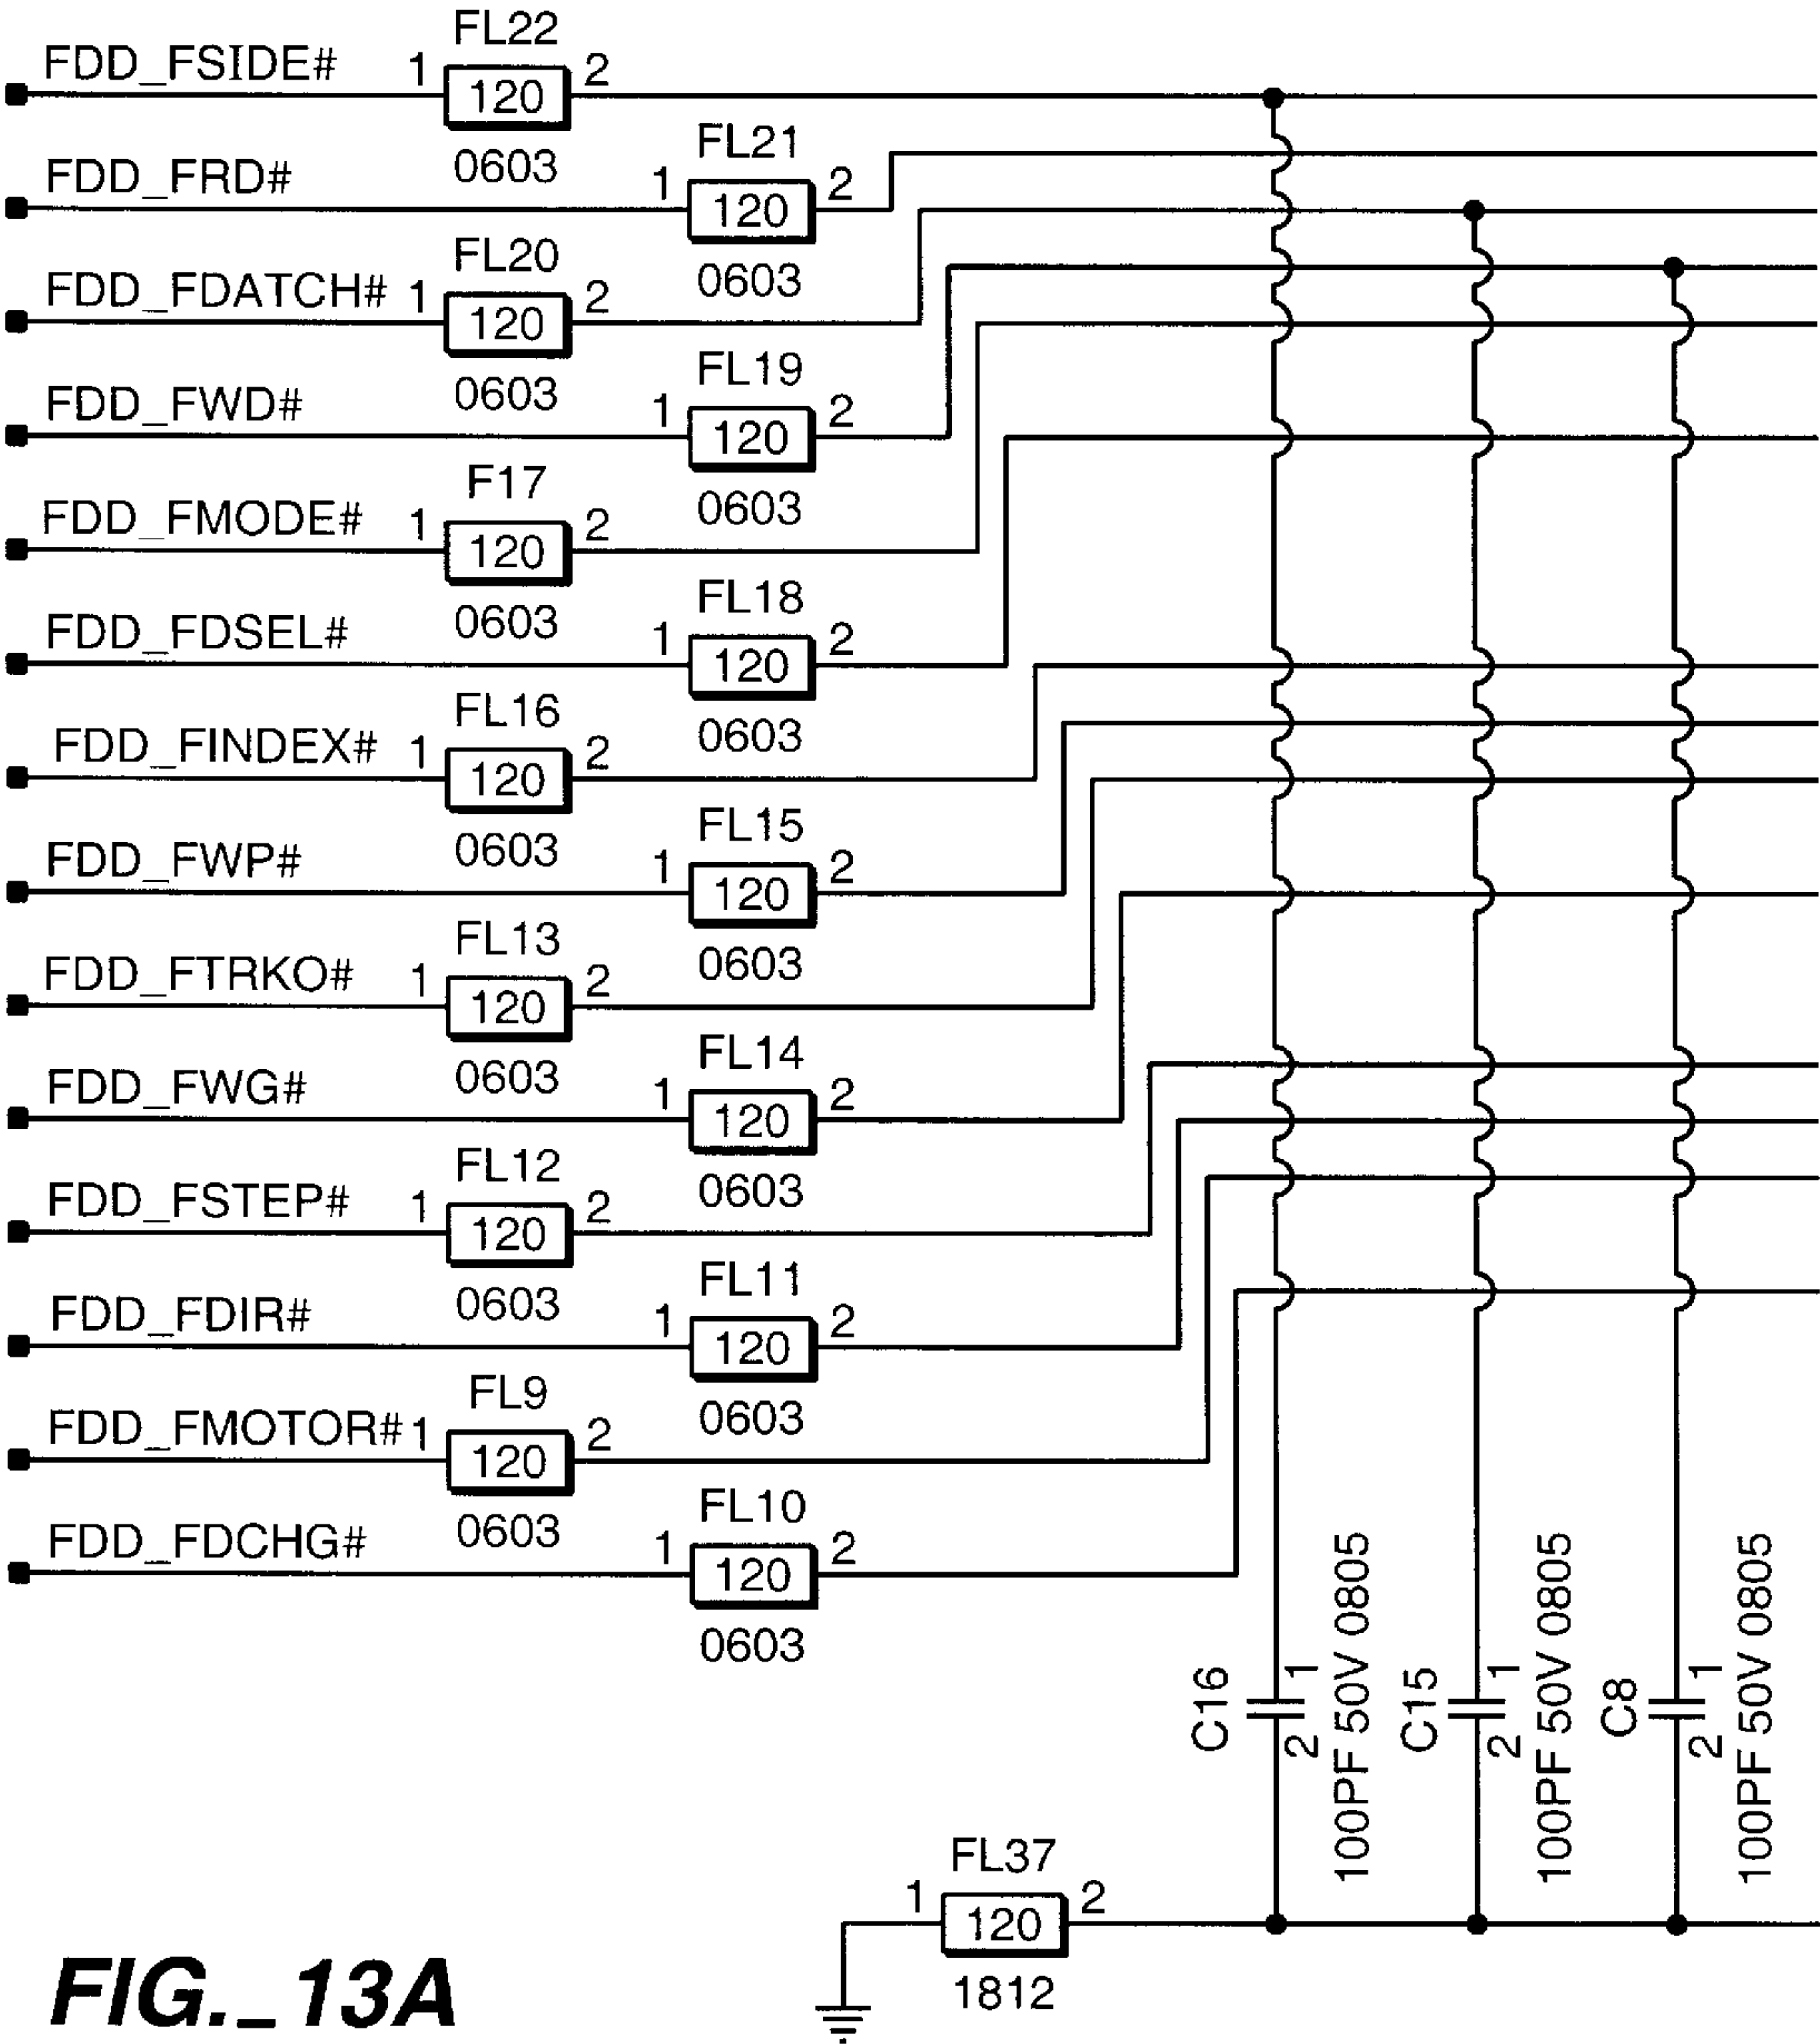 FL22
FDD_FSIDE# 1 120 2
0603
FL21
FDD_FRD# 1 120 2
0603
FL20
FDD_FDATCH# 1 120 2
0603
FL19
FDD_FWD# 1 120 2
0603
F17
FDD_FMODE# 1 120 2
0603
FL18
FDD_FDSEL# 1 120 2
0603
FL16
FDD_FINDEX# 1 120 2
0603
FL15
FDD_FWP# 1 120 2
0603
FL13
FDD_FTRKO# 1 120 2
0603
FL14
FDD_FWG# 1 120 2
0603
FL12
FDD_FSTEP# 1 120 2
0603
FL11
FDD_FDIR# 1 120 2
0603
FL9
FDD_FMOTOR# 1 120 2
0603
FL10
FDD_FDCHG# 1 120 2
0603
C16 1 2 100PF 50V 0805
C15 1 2 100PF 50V 0805
C8 1 2 100PF 50V 0805
FL37
1 120 2
1812
FIG._13A